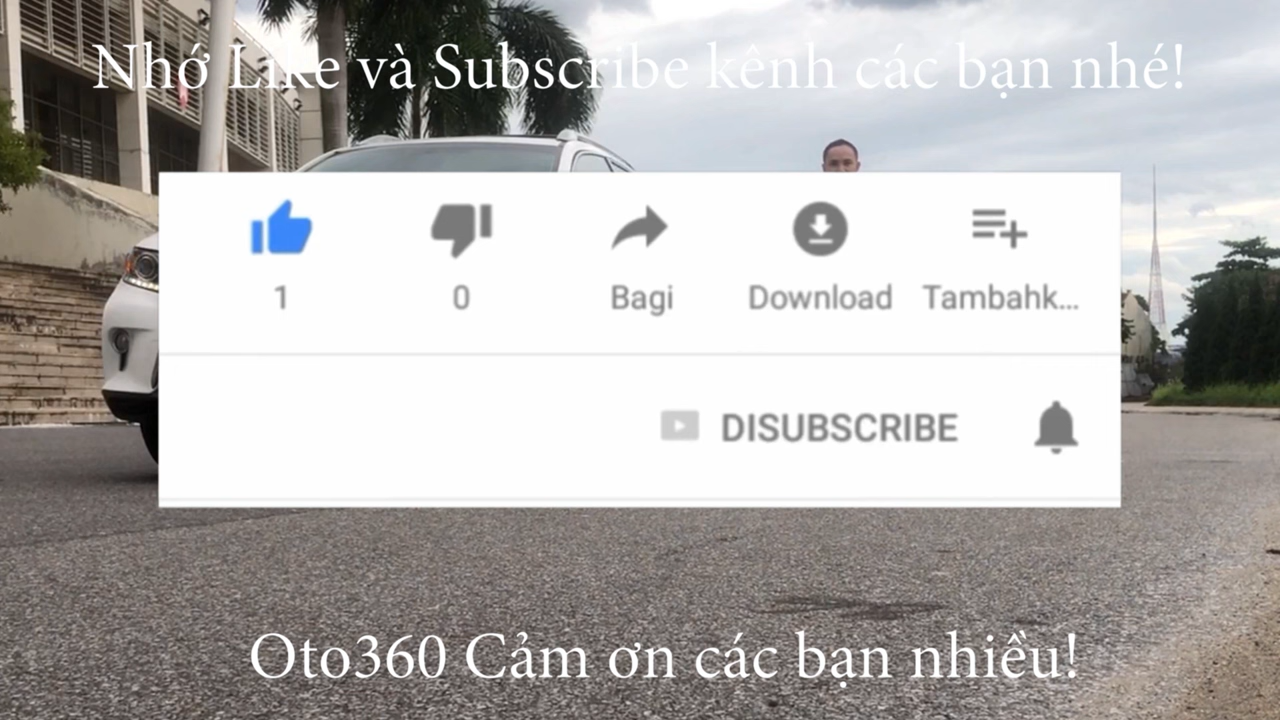 Nhớ Like và Subscribe kênh các bạn nhé!
1 0 Bagi Download Tambahk...
DISUBSCRIBE
Oto360 Cảm ơn các bạn nhiều!